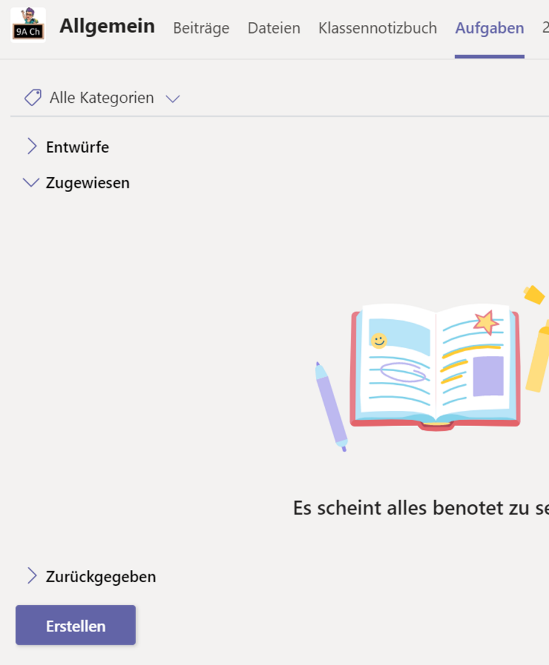 9A Ch
Allgemein Beiträge Dateien Klassennotizbuch Aufgaben 2
Alle Kategorien
Entwürfe
Zugewiesen
Es scheint alles benotet zu se
Zurückgegeben
Erstellen